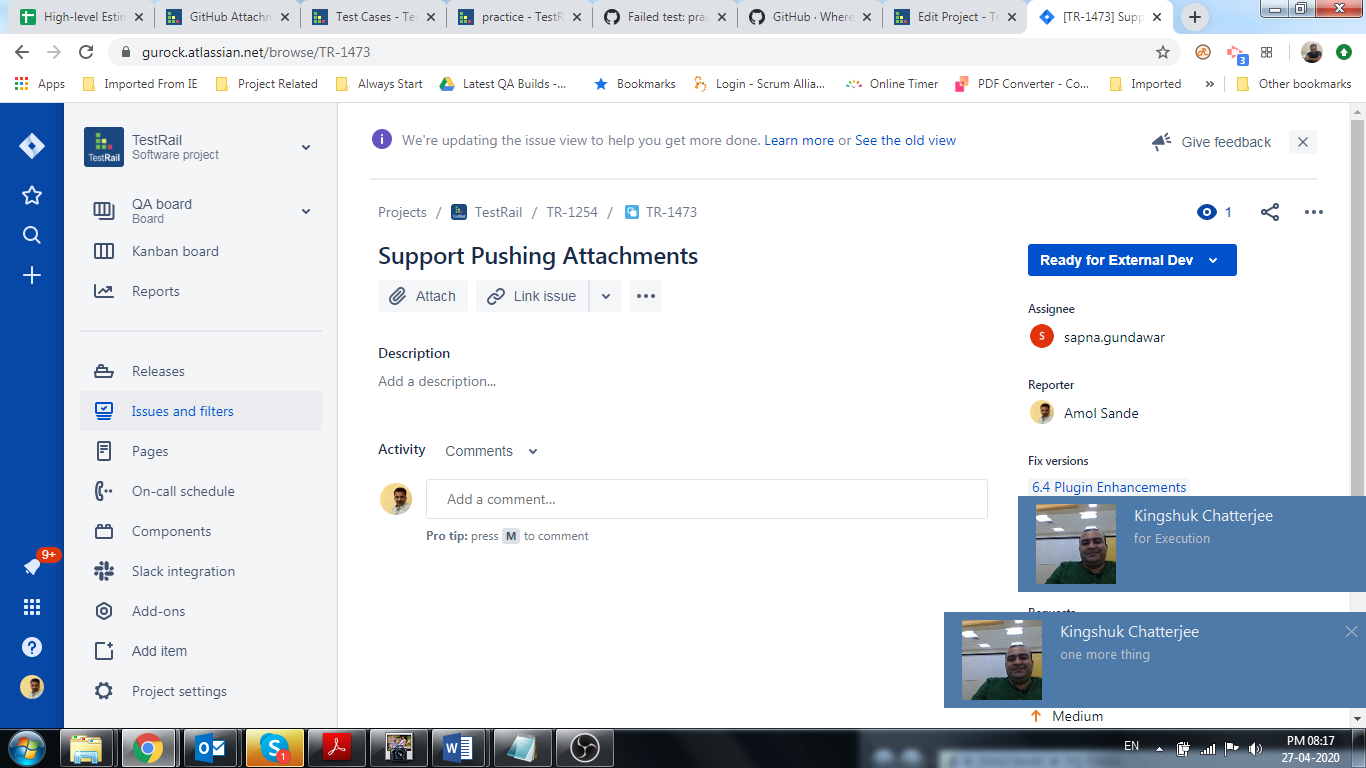 High-level Estin
GitHub Attachm
Test Cases - Tes
practice - TestR
Failed test: prac
GitHub · Where
Edit Project - Te
[TR-1473] Supp
gurock.atlassian.net/browse/TR-1473
3
Apps
Imported From IE
Project Related
Always Start
Latest QA Builds -...
Bookmarks
Login - Scrum Allia...
Online Timer
PDF Converter - Co...
Imported
»
Other bookmarks
TestRail
TestRail
Software project
QA board
Board
Kanban board
Reports
Releases
Issues and filters
Pages
On-call schedule
Components
Slack integration
Add-ons
Add item
Project settings
9+
We're updating the issue view to help you get more done. Learn more or See the old view
Give feedback
Projects / TestRail / TR-1254 / TR-1473
1
Support Pushing Attachments
Attach
Link issue
Description
Add a description...
Activity
Comments
Add a comment...
Pro tip: press M to comment
Ready for External Dev
Assignee
S
sapna.gundawar
Reporter
Amol Sande
Fix versions
6.4 Plugin Enhancements
Kingshuk Chatterjee
for Execution
Kingshuk Chatterjee
one more thing
Medium
1
EN
PM 08:17
27-04-2020